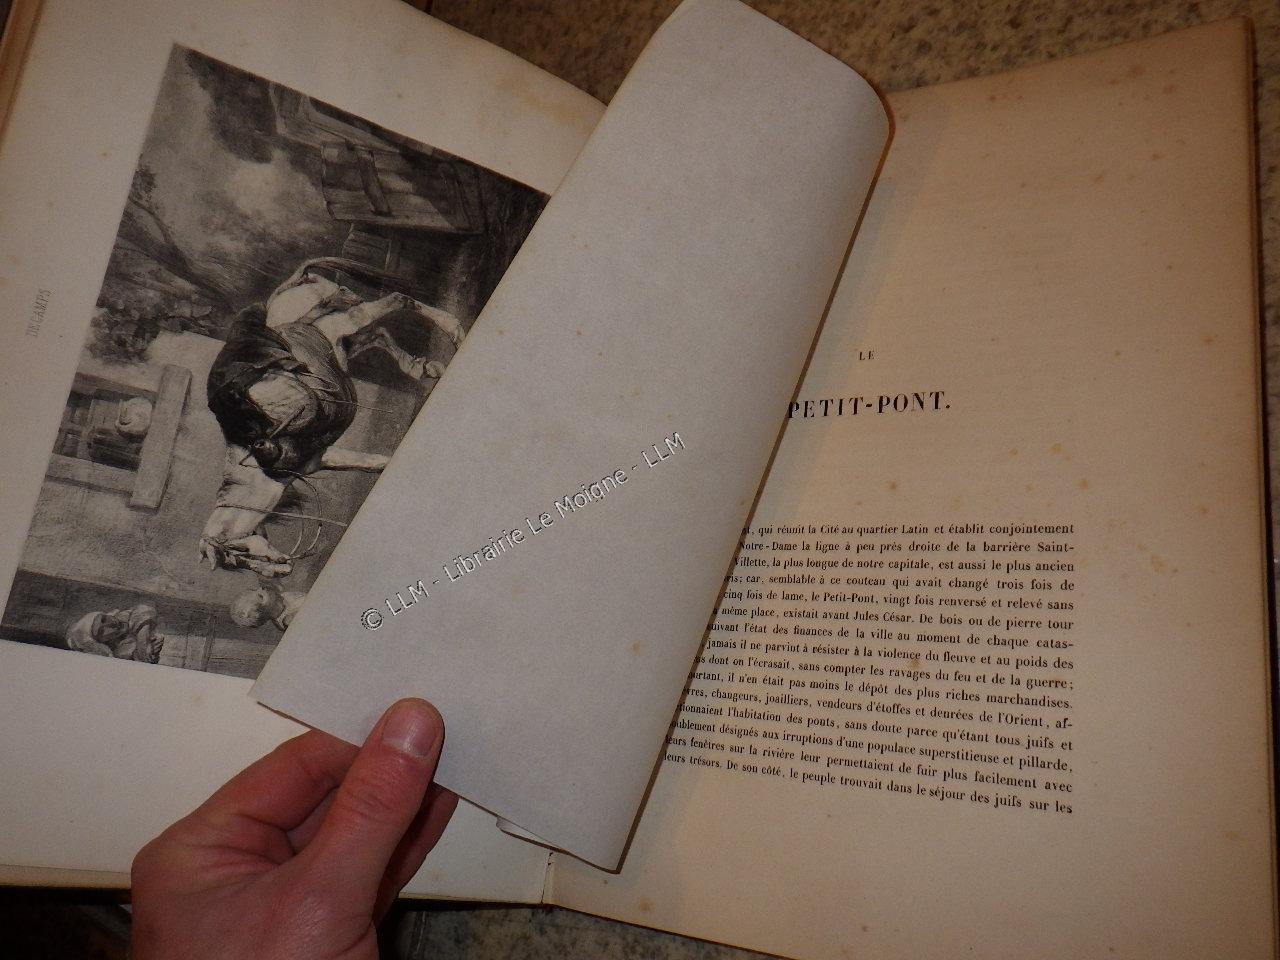 DECAMPS
© LLM - Librairie Le Moigne - LLM
LE
PETIT-PONT.
qui réunit la Cité au quartier Latin et établit conjointement
Notre-Dame la ligne à peu près droite de la barrière Saint-
Villette, la plus longue de notre capitale, est aussi le plus ancien
car, semblable à ce couteau qui avait changé trois fois de
cinq fois de lame, le Petit-Pont, vingt fois renversé et relevé sans
même place, existait avant Jules César. De bois ou de pierre tour
suivant l'état des finances de la ville au moment de chaque catas-
jamais il ne parvint à résister à la violence du fleuve et au poids des
dont on l'écrasait, sans compter les ravages du feu et de la guerre;
il n'en était pas moins le dépôt des plus riches marchandises.
changeurs, joailliers, vendeurs d'étoffes et denrées de l'Orient, af-
l'habitation des ponts, sans doute parce qu'étant tous juifs et
désignés aux irruptions d'une populace superstitieuse et pillarde,
leurs fenêtres sur la rivière leur permettaient de fuir plus facilement avec
leurs trésors. De son côté, le peuple trouvait dans le séjour des juifs sur les